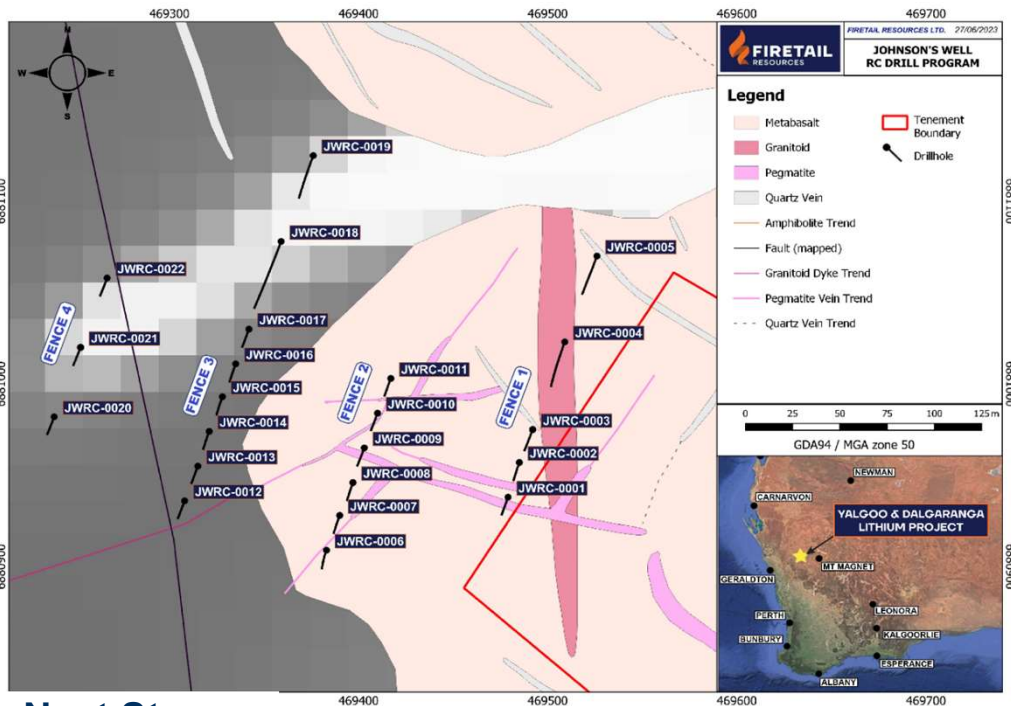 469300 469400 469500 469600 469700
N
W E
S
6881100
6881000
6880900
JWRC-0019
JWRC-0018
JWRC-0005
JWRC-0022
JWRC-0017
JWRC-0004
JWRC-0021
JWRC-0016
FENCE 4
FENCE 3
JWRC-0015
JWRC-0011
FENCE 2
FENCE 1
JWRC-0010
JWRC-0020
JWRC-0014
JWRC-0003
JWRC-0009
JWRC-0002
JWRC-0013
JWRC-0008
JWRC-0012
JWRC-0001
JWRC-0007
JWRC-0006
FIRETAIL
RESOURCES
FIRETAIL RESOURCES LTD. 27/06/2023
JOHNSON'S WELL
RC DRILL PROGRAM
Legend
Metabasalt
Granitoid
Pegmatite
Quartz Vein
Amphibolite Trend
Fault (mapped)
Granitoid Dyke Trend
Pegmatite Vein Trend
Quartz Vein Trend
Tenement
Boundary
Drillhole
6881100
6881000
6880900
0 25 50 75 100 125 m
GDA94 / MGA zone 50
NEWMAN
CARNARVON
YALGOO & DALGARANGA
LITHIUM PROJECT
MT MAGNET
GERALDTON
LEONORA
PERTH
KALGOORLIE
BUNBURY
ESPERANCE
ALBANY
469400 469500 469600 469700